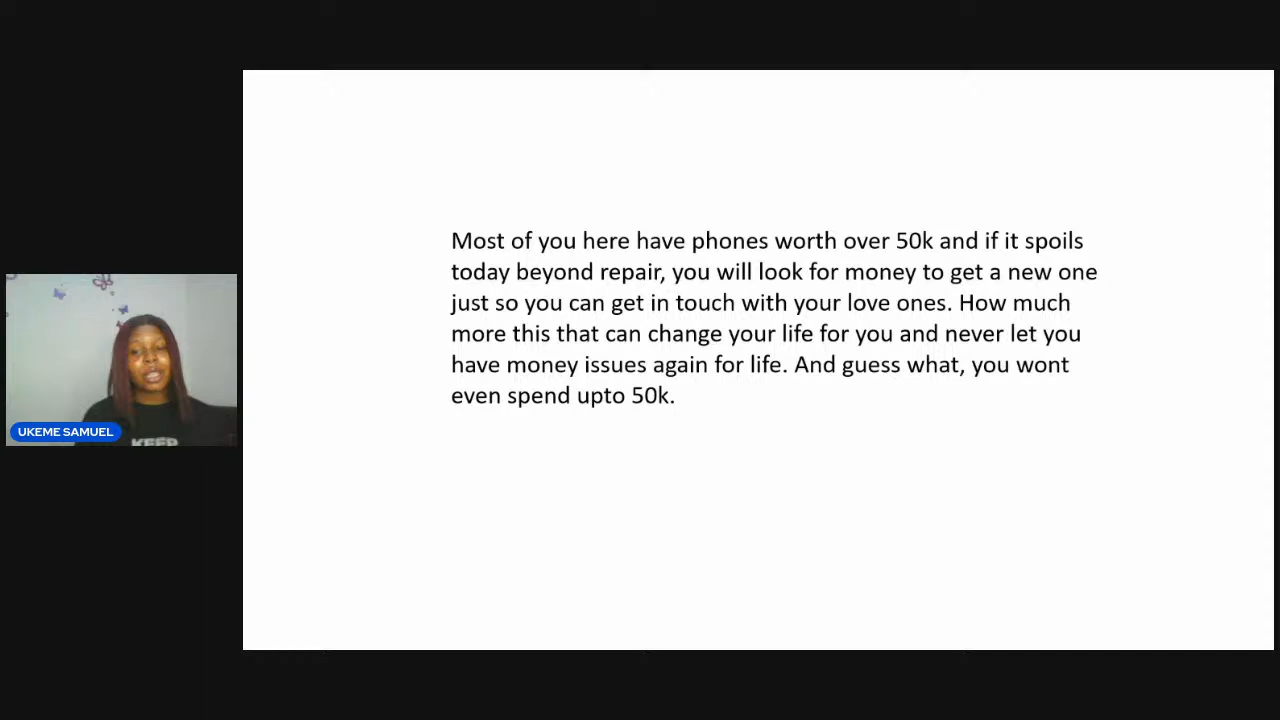 Most of you here have phones worth over 50k and if it spoils
today beyond repair, you will look for money to get a new one
just so you can get in touch with your love ones. How much
more this that can change your life for you and never let you
have money issues again for life. And guess what, you wont
even spend upto 50k.
UKEME SAMUEL
KEEP